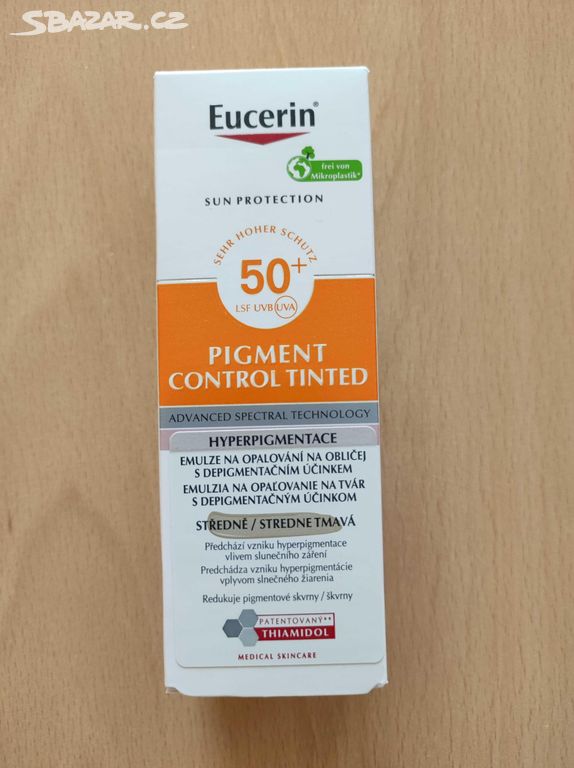 SBAZAR.CZ
Eucerin®
frei von
Mikroplastik*
SUN PROTECTION
SEHR HOHER SCHUTZ
50+
LSF UVB UVA
PIGMENT
CONTROL TINTED
ADVANCED SPECTRAL TECHNOLOGY
HYPERPIGMENTACE
EMULZE NA OPALOVÁNÍ NA OBLIČEJ
S DEPIGMENTAČNÍM ÚČINKEM
EMULZIA NA OPAĽOVANIE NA TVÁR
S DEPIGMENTAČNÝM ÚČINKOM
STŘEDNĚ / STREDNE TMAVÁ
Předchází vzniku hyperpigmentace
vlivem slunečního záření
Predchádza vzniku hyperpigmentácie
vplyvom slnečného žiarenia
Redukuje pigmentové skvrny / škvrny
PATENTOVANÝ**
THIAMIDOL
MEDICAL SKINCARE